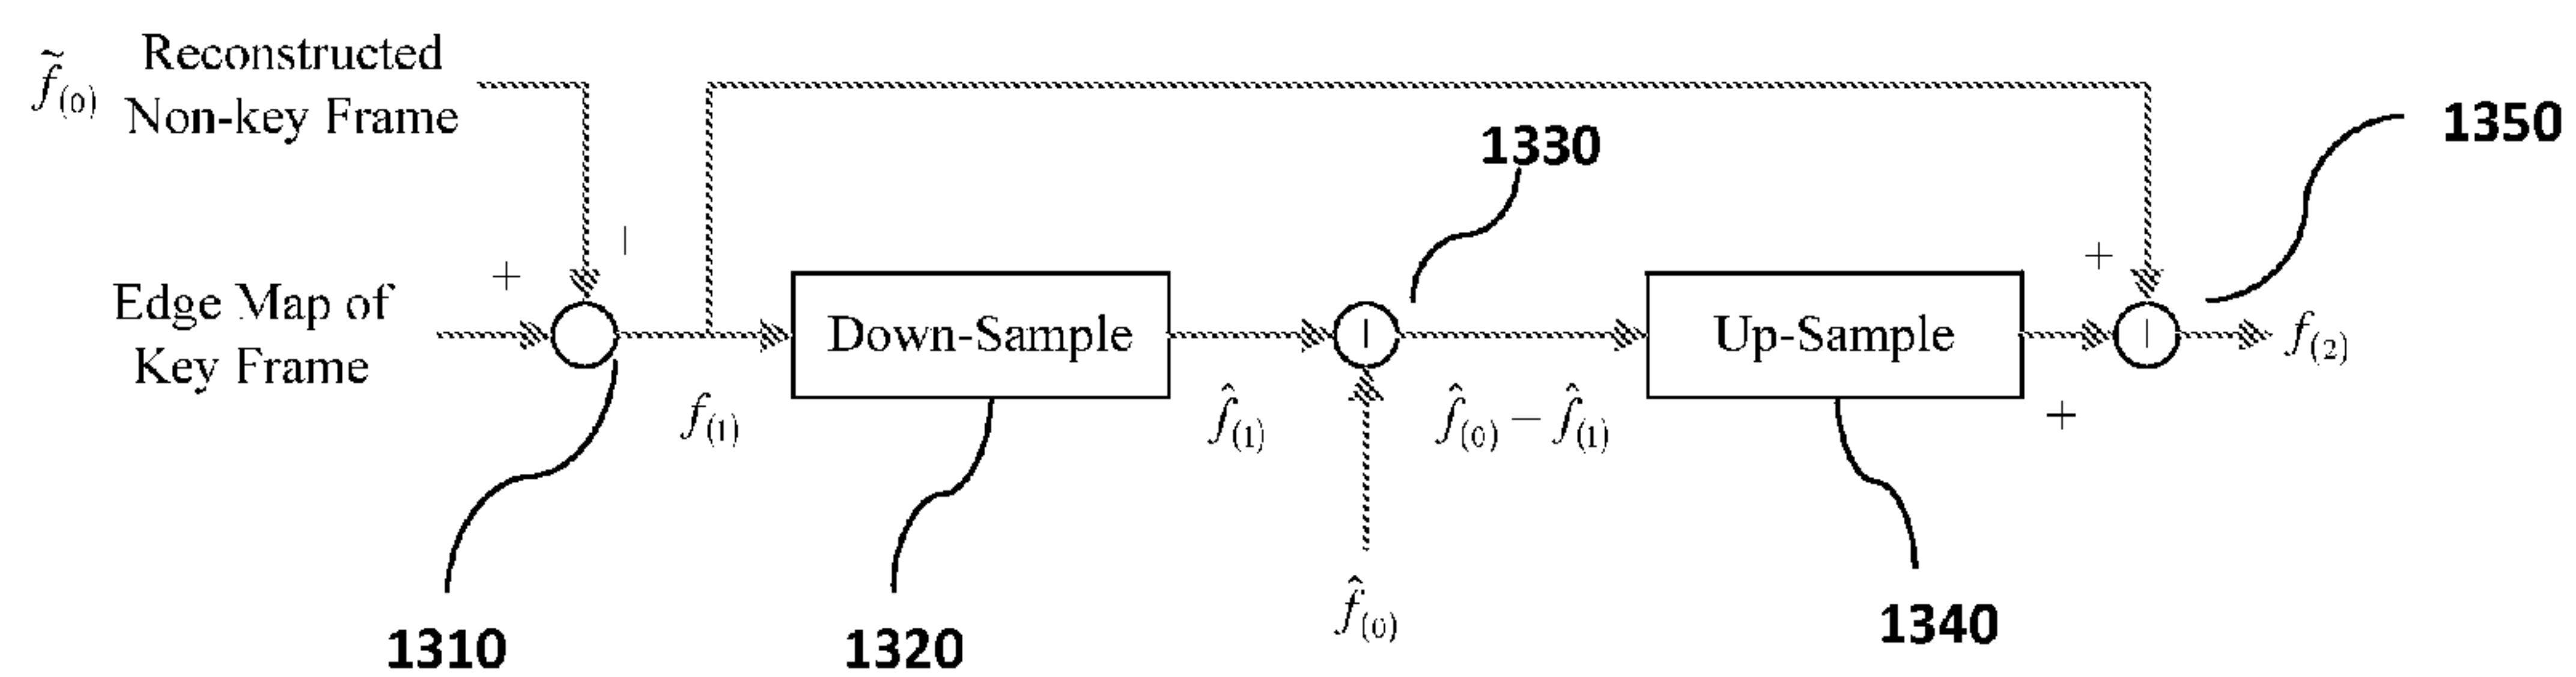 Reconstructed
f̃(0) Non-key Frame
1330
1350
+ |
+
Edge Map of
Key Frame
Down-Sample
|
Up-Sample
|
f(2)
f(1)
f̂(1)
f̂(0) − f̂(1)
+
f̂(0)
1310
1320
1340